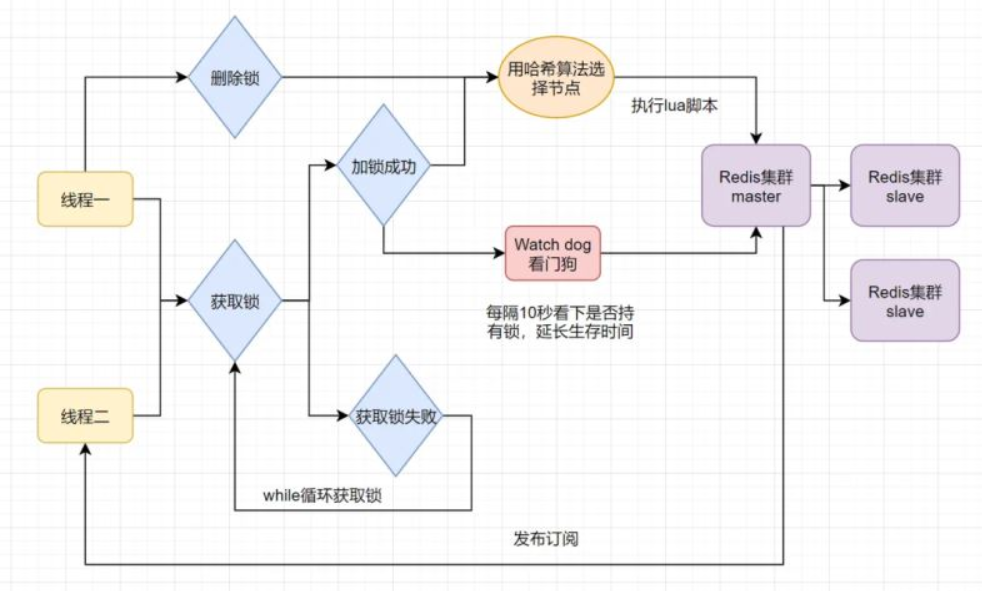 删除锁
用哈希算法选
择节点
执行lua脚本
加锁成功
线程一
Redis集群
master
Redis集群
slave
Watch dog
看门狗
获取锁
Redis集群
slave
每隔10秒看下是否持
有锁，延长生存时间
线程二
获取锁失败
while循环获取锁
发布订阅